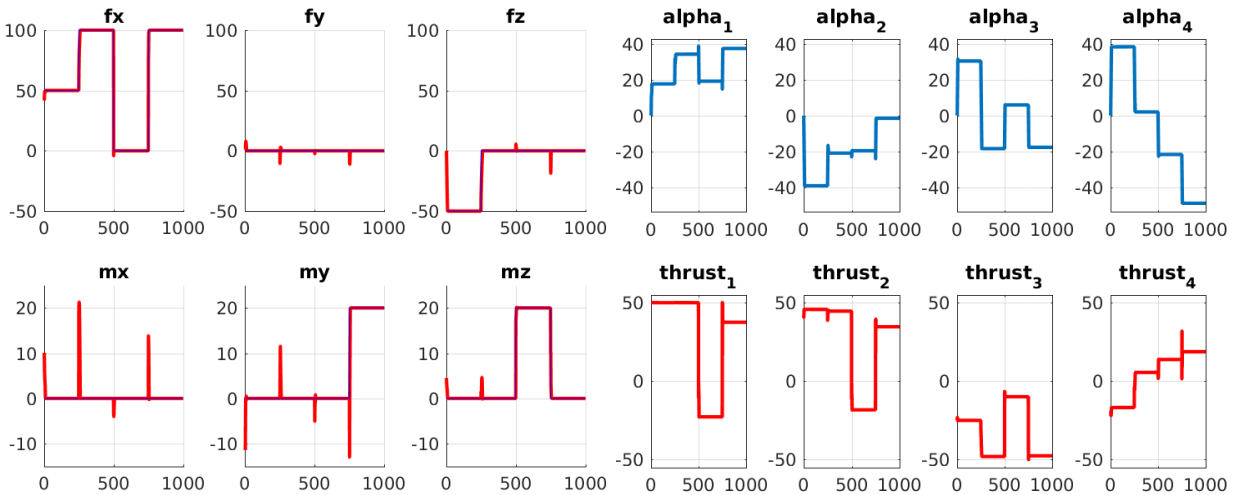 fx fy fz alpha1 alpha2 alpha3 alpha4
100 100 100
50 50 50
0 0 0
-50 -50 -50
40 40 40 40
20 20 20 20
0 0 0 0
-20 -20 -20 -20
-40 -40 -40 -40
0 500 1000 0 500 1000 0 500 1000 0 500 1000 0 500 1000 0 500 1000 0 500 1000
mx my mz thrust1 thrust2 thrust3 thrust4
20 20 20
10 10 10
0 0 0
-10 -10 -10
50 50 50 50
0 0 0 0
-50 -50 -50 -50
0 500 1000 0 500 1000 0 500 1000 0 500 1000 0 500 1000 0 500 1000 0 500 1000